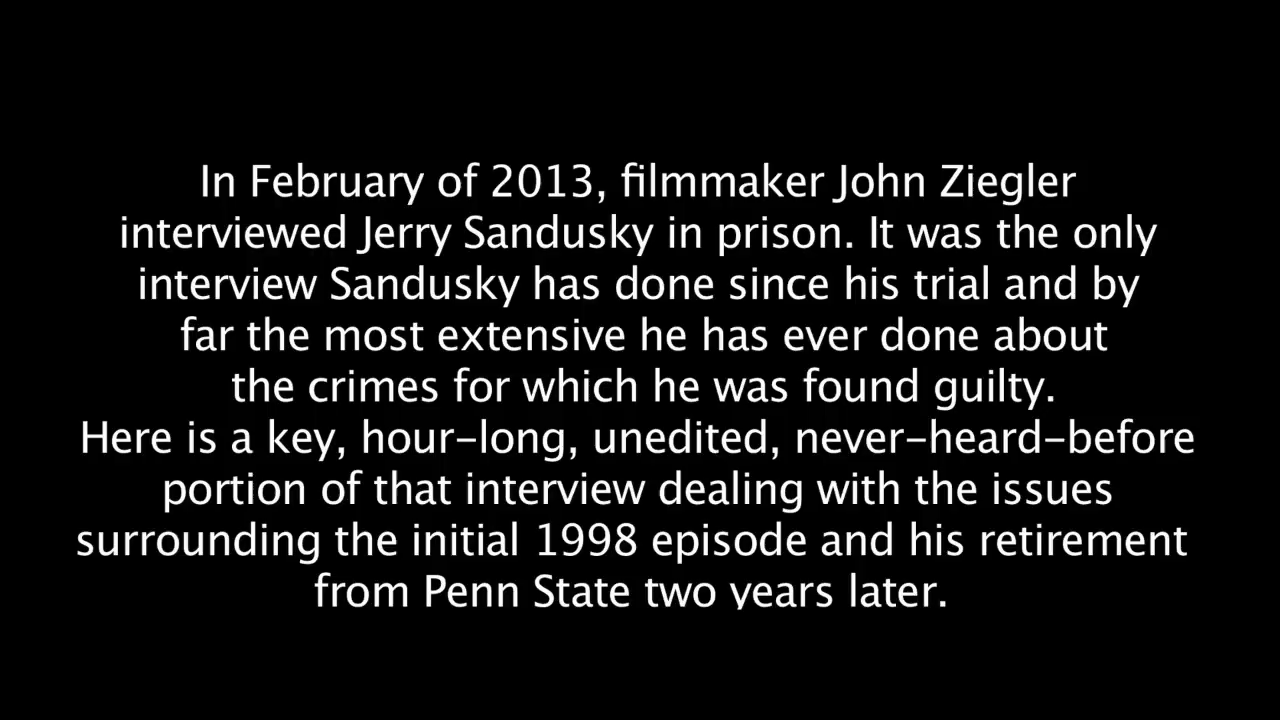 In February of 2013, filmmaker John Ziegler
interviewed Jerry Sandusky in prison. It was the only
interview Sandusky has done since his trial and by
far the most extensive he has ever done about
the crimes for which he was found guilty.
Here is a key, hour-long, unedited, never-heard-before
portion of that interview dealing with the issues
surrounding the initial 1998 episode and his retirement
from Penn State two years later.